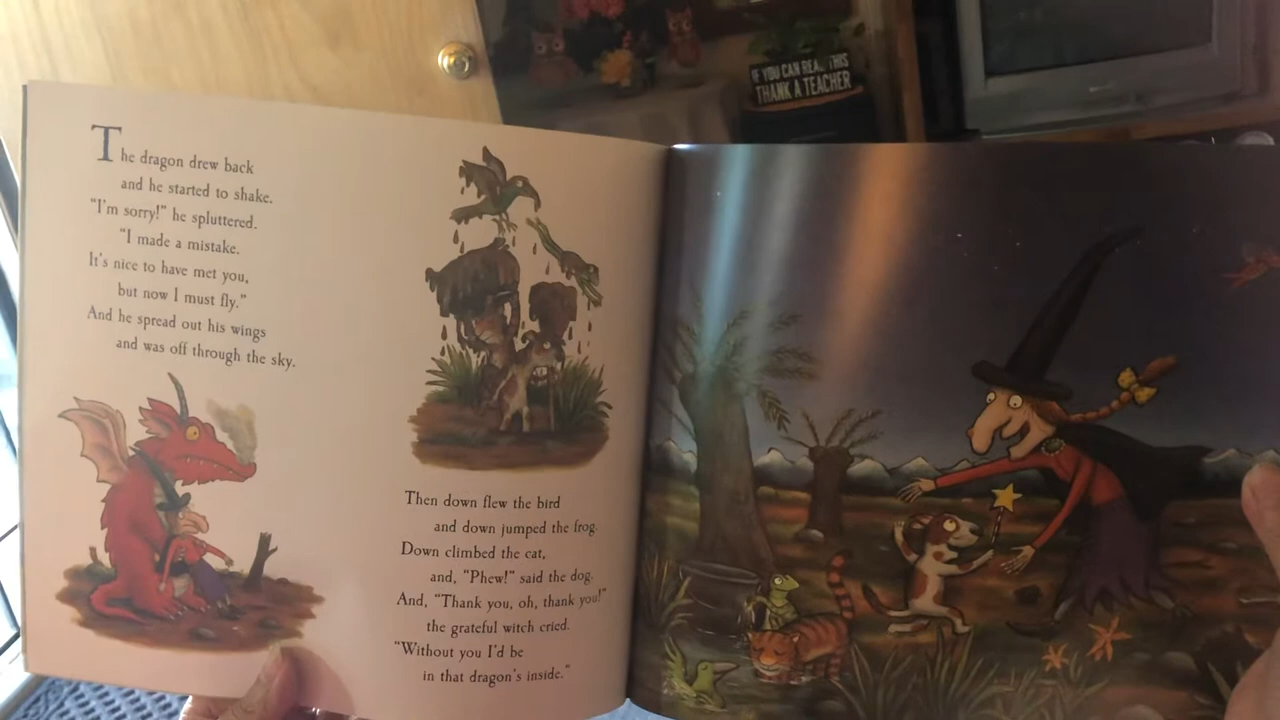 IF YOU CAN READ THIS
THANK A TEACHER
The dragon drew back
and he started to shake.
"I'm sorry!" he spluttered.
"I made a mistake.
It's nice to have met you,
but now I must fly."
And he spread out his wings
and was off through the sky.
Then down flew the bird
and down jumped the frog.
Down climbed the cat,
and, "Phew!" said the dog.
And, "Thank you, oh, thank you!"
the grateful witch cried.
"Without you I'd be
in that dragon's inside."